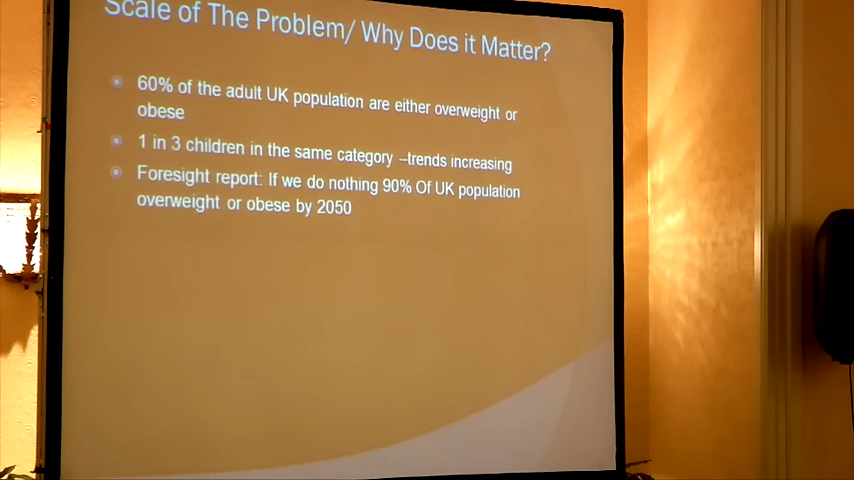 Scale of The Problem/ Why Does it Matter?
60% of the adult UK population are either overweight or
obese
1 in 3 children in the same category –trends increasing
Foresight report: If we do nothing 90% Of UK population
overweight or obese by 2050